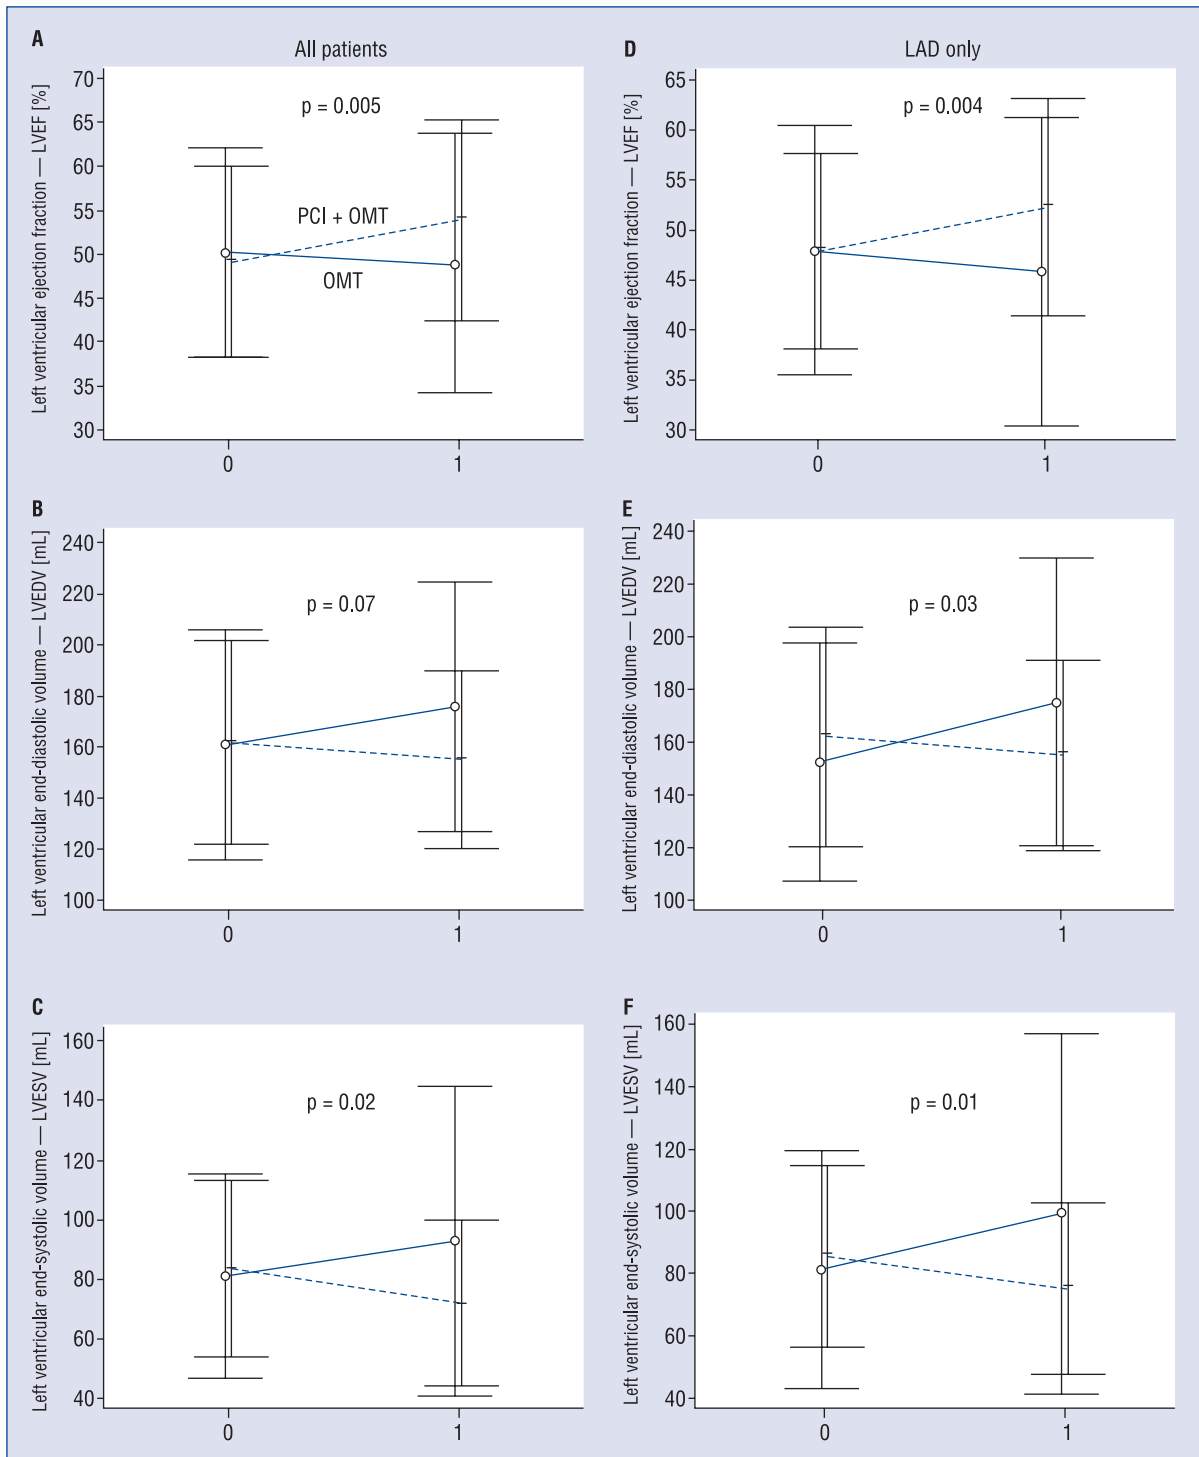 A
All patients
Left ventricular ejection fraction — LVEF [%]
70
65
60
55
50
45
40
35
30
p = 0.005
PCI + OMT
OMT
0 1
D
LAD only
Left ventricular ejection fraction — LVEF [%]
65
60
55
50
45
40
35
30
p = 0.004
0 1
B
Left ventricular end-diastolic volume — LVEDV [mL]
240
220
200
180
160
140
120
100
p = 0.07
0 1
E
Left ventricular end-diastolic volume — LVEDV [mL]
240
220
200
180
160
140
120
100
p = 0.03
0 1
C
Left ventricular end-systolic volume — LVESV [mL]
160
140
120
100
80
60
40
p = 0.02
0 1
F
Left ventricular end-systolic volume — LVESV [mL]
160
140
120
100
80
60
40
p = 0.01
0 1